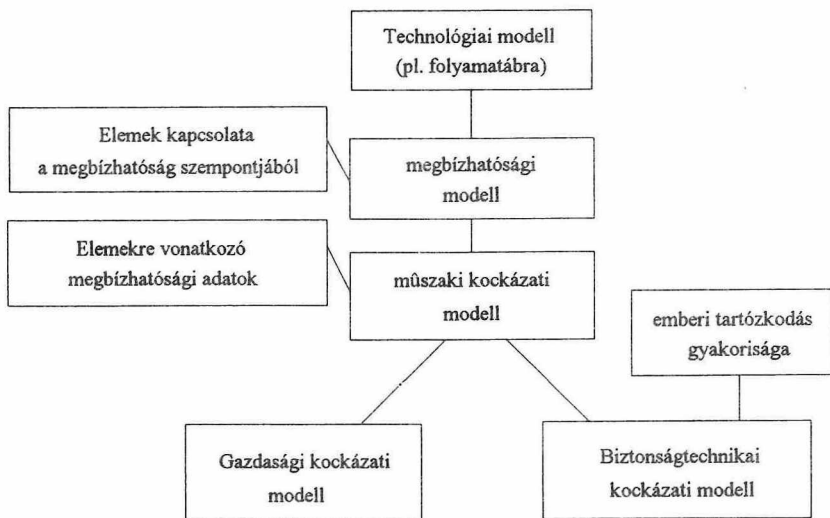 Technológiai modell
(pl. folyamatábra)
Elemek kapcsolata
a megbízhatóság szempontjából
megbízhatósági
modell
Elemekre vonatkozó
megbízhatósági adatok
mûszaki kockázati
modell
emberi tartózkodás
gyakorisága
Gazdasági kockázati
modell
Biztonságtechnikai
kockázati modell